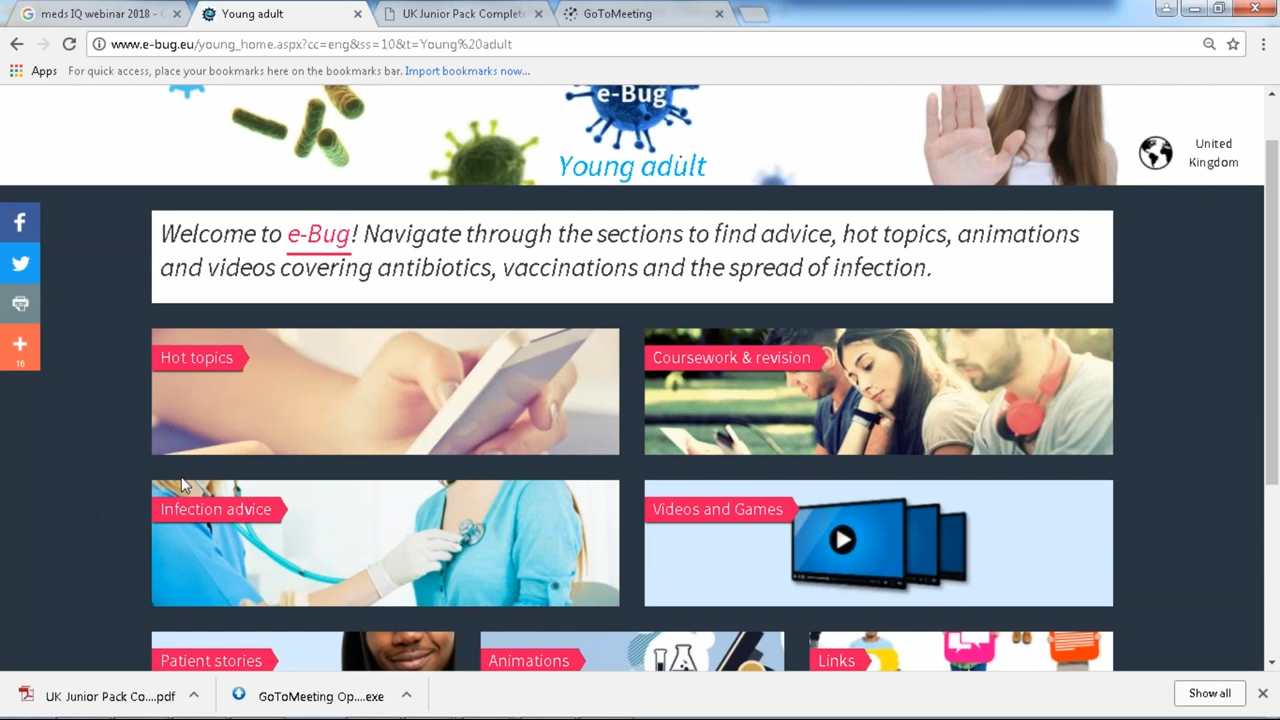 meds IQ webinar 2018 -
Young adult
UK Junior Pack Complete
GoToMeeting
www.e-bug.eu/young_home.aspx?cc=eng&ss=10&t=Young%20adult
Apps
For quick access, place your bookmarks here on the bookmarks bar. Import bookmarks now...
e-Bug
Young adult
United
Kingdom
Welcome to e-Bug! Navigate through the sections to find advice, hot topics, animations
and videos covering antibiotics, vaccinations and the spread of infection.
18
Hot topics
Coursework & revision
Infection advice
Videos and Games
Patient stories
Animations
Links
UK Junior Pack Co....pdf
GoToMeeting Op....exe
Show all